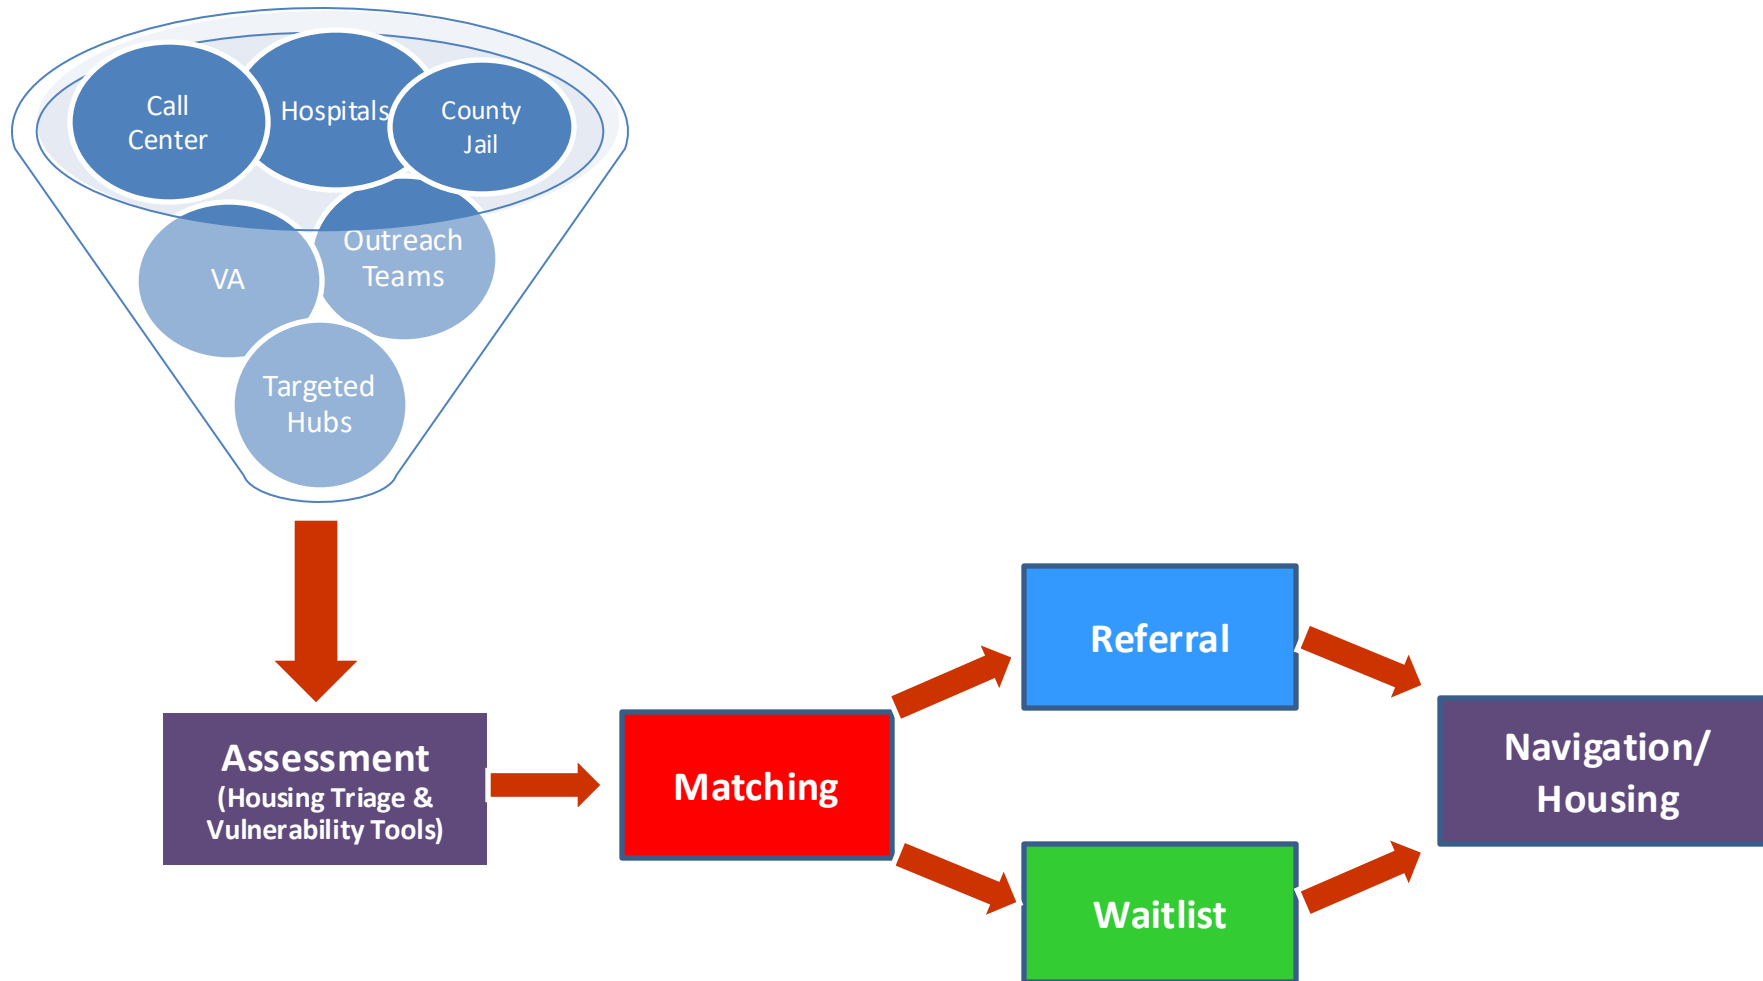 Call
Center
Hospitals
County
Jail
VA
Outreach
Teams
Targeted
Hubs
Assessment
(Housing Triage &
Vulnerability Tools)
Matching
Referral
Waitlist
Navigation/
Housing